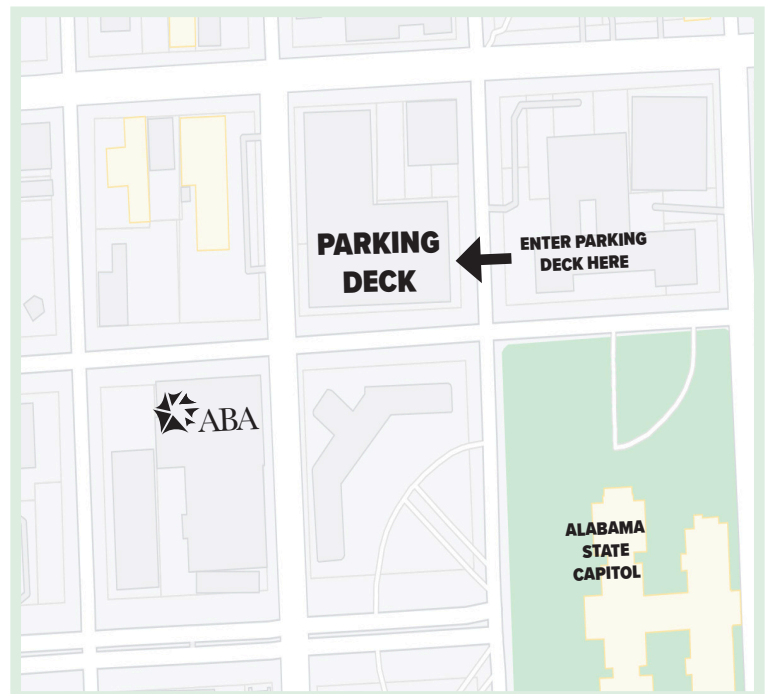 PARKING
DECK
ENTER PARKING
DECK HERE
ABA
ALABAMA
STATE
CAPITOL